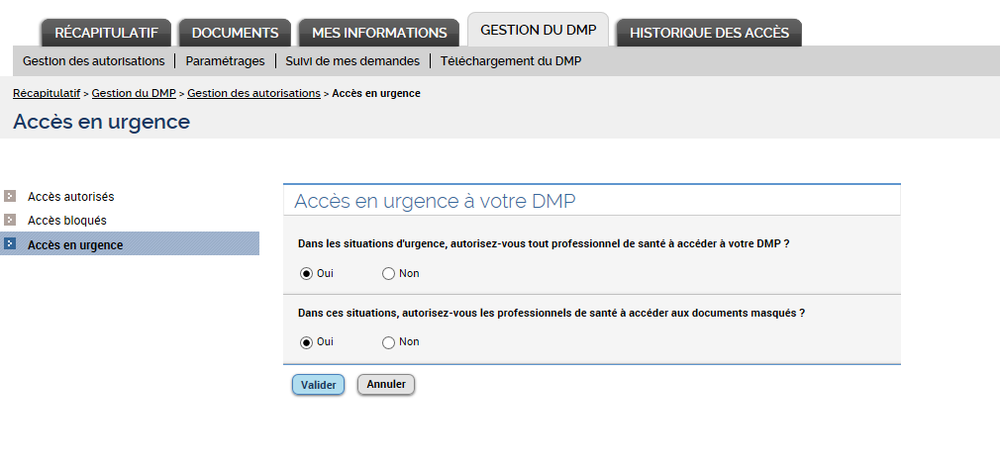 RÉCAPITULATIF DOCUMENTS MES INFORMATIONS GESTION DU DMP HISTORIQUE DES ACCÈS
Gestion des autorisations | Paramétrages | Suivi de mes demandes | Téléchargement du DMP
Récapitulatif > Gestion du DMP > Gestion des autorisations > Accès en urgence
Accès en urgence
Accès autorisés
Accès bloqués
Accès en urgence
Accès en urgence à votre DMP
Dans les situations d'urgence, autorisez-vous tout professionnel de santé à accéder à votre DMP ?
Oui Non
Dans ces situations, autorisez-vous les professionnels de santé à accéder aux documents masqués ?
Oui Non
Valider Annuler